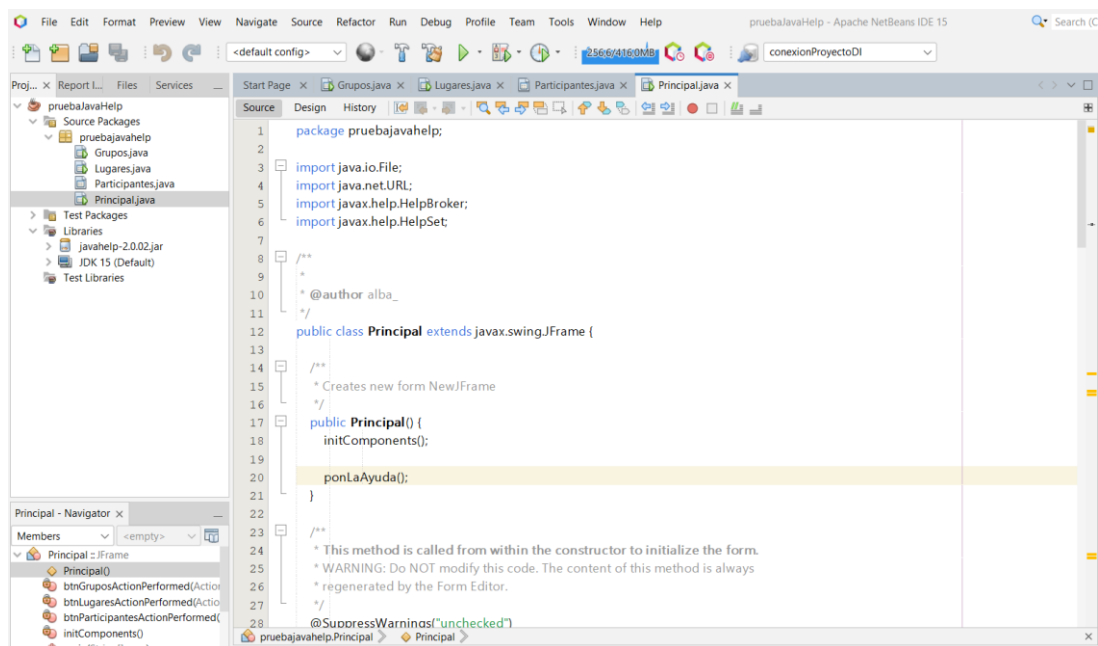 File Edit Format Preview View Navigate Source Refactor Run Debug Profile Team Tools Window Help pruebaJavaHelp - Apache NetBeans IDE 15 Search (C
<default config> 256,6/416,0MB conexionProyectoDI
Proj... × Report I... Files Services
Start Page × Grupos.java × Lugares.java × Participantes.java × Principal.java ×
pruebaJavaHelp
Source Packages
pruebajavahelp
Grupos.java
Lugares.java
Participantes.java
Principal.java
Test Packages
Libraries
javahelp-2.0.02.jar
JDK 15 (Default)
Test Libraries
Principal - Navigator ×
Members <empty>
Principal :: JFrame
Principal()
btnGruposActionPerformed(Action
btnLugaresActionPerformed(Actio
btnParticipantesActionPerformed(
initComponents()
Source Design History
1 package pruebajavahelp;
2
3 import java.io.File;
4 import java.net.URL;
5 import javax.help.HelpBroker;
6 import javax.help.HelpSet;
7
8 /**
9 *
10 * @author alba_
11 */
12 public class Principal extends javax.swing.JFrame {
13
14 /**
15 * Creates new form NewJFrame
16 */
17 public Principal() {
18 initComponents();
19
20 ponLaAyuda();
21 }
22
23 /**
24 * This method is called from within the constructor to initialize the form.
25 * WARNING: Do NOT modify this code. The content of this method is always
26 * regenerated by the Form Editor.
27 */
28 @SuppressWarnings("unchecked")
pruebajavahelp.Principal Principal